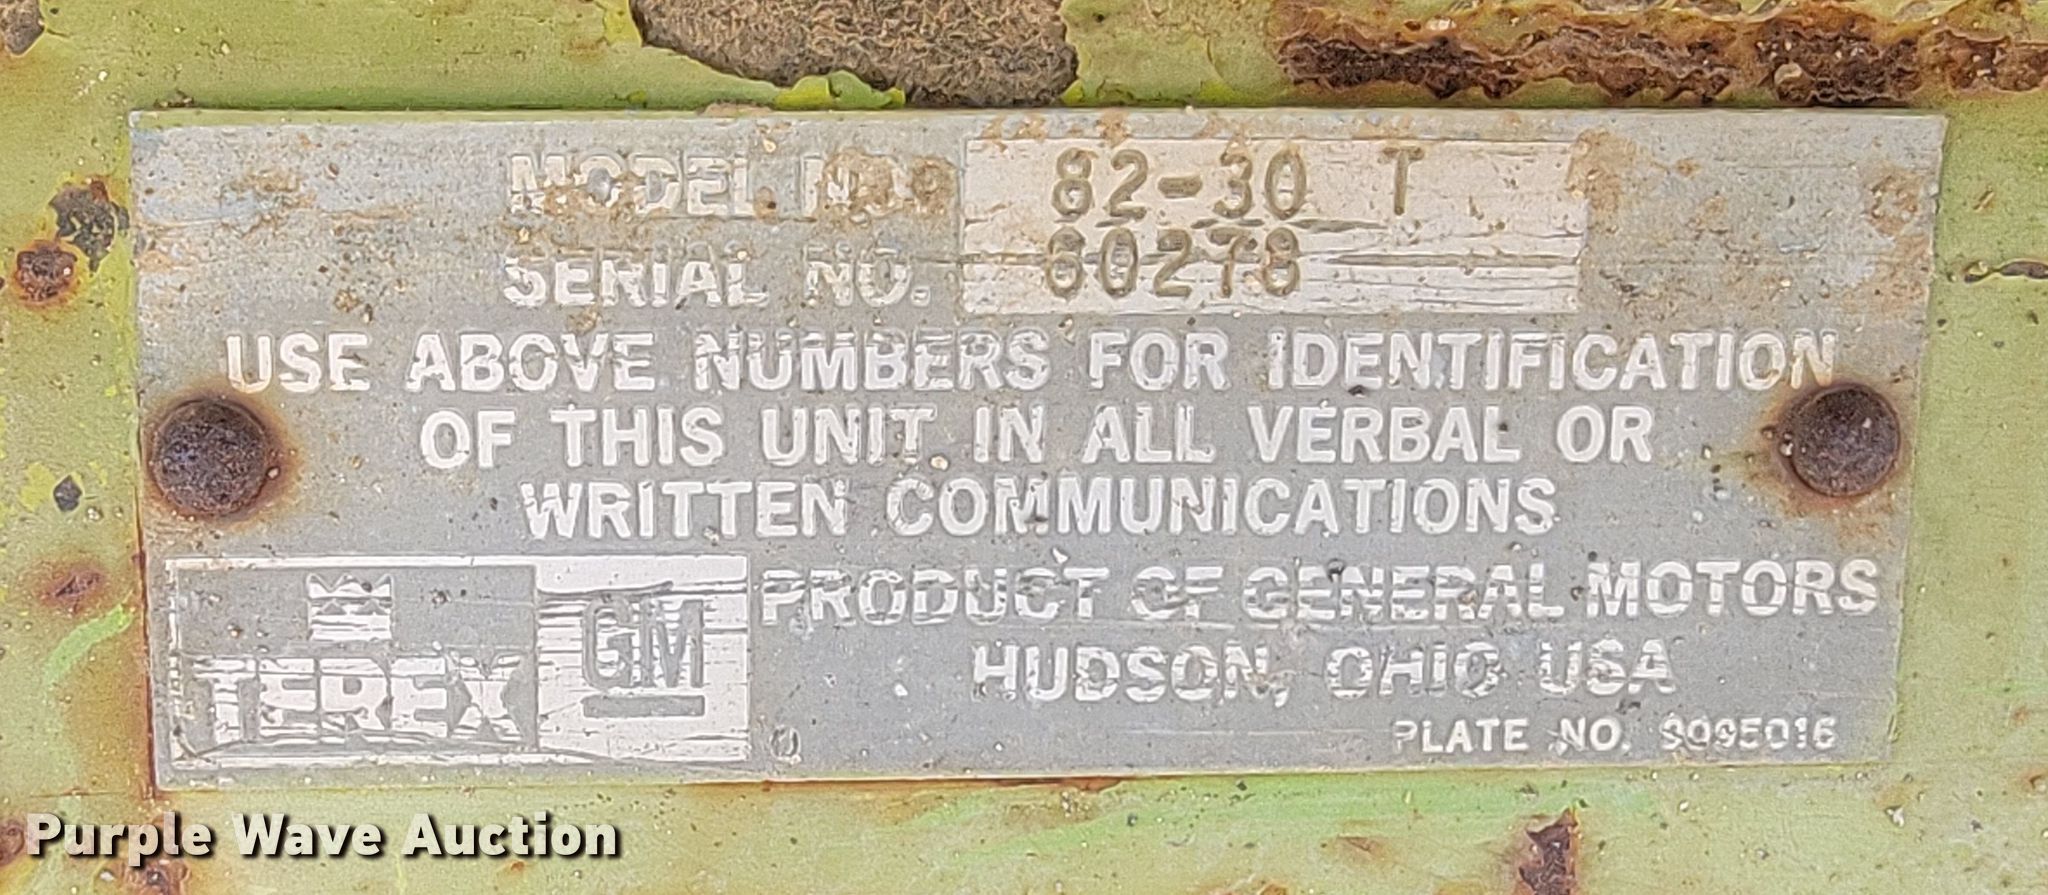 MODEL NO. 82-30 T
SERIAL NO. 60278
USE ABOVE NUMBERS FOR IDENTIFICATION
OF THIS UNIT IN ALL VERBAL OR
WRITTEN COMMUNICATIONS
TEREX GM PRODUCT OF GENERAL MOTORS
HUDSON, OHIO USA
PLATE NO. 9095016
Purple Wave Auction